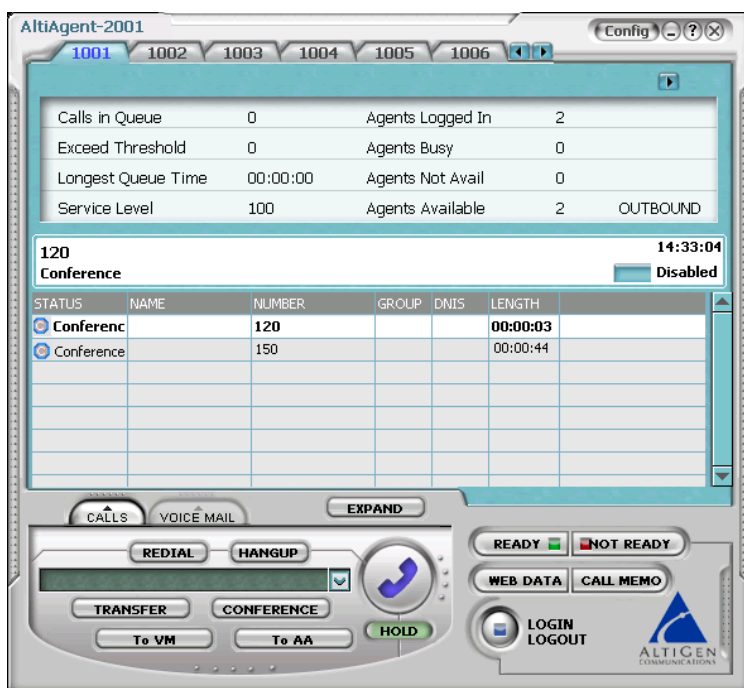 AltiAgent-2001 Config ?
1001 1002 1003 1004 1005 1006
Calls in Queue 0 Agents Logged In 2
Exceed Threshold 0 Agents Busy 0
Longest Queue Time 00:00:00 Agents Not Avail 0
Service Level 100 Agents Available 2 OUTBOUND
120 14:33:04
Conference Disabled
STATUS NAME NUMBER GROUP DNIS LENGTH
Conferenc 120 00:00:03
Conference 150 00:00:44
CALLS VOICE MAIL EXPAND
REDIAL HANGUP READY NOT READY
WEB DATA CALL MEMO
TRANSFER CONFERENCE
To VM To AA HOLD LOGIN
LOGOUT
ALTIGEN
COMMUNICATIONS